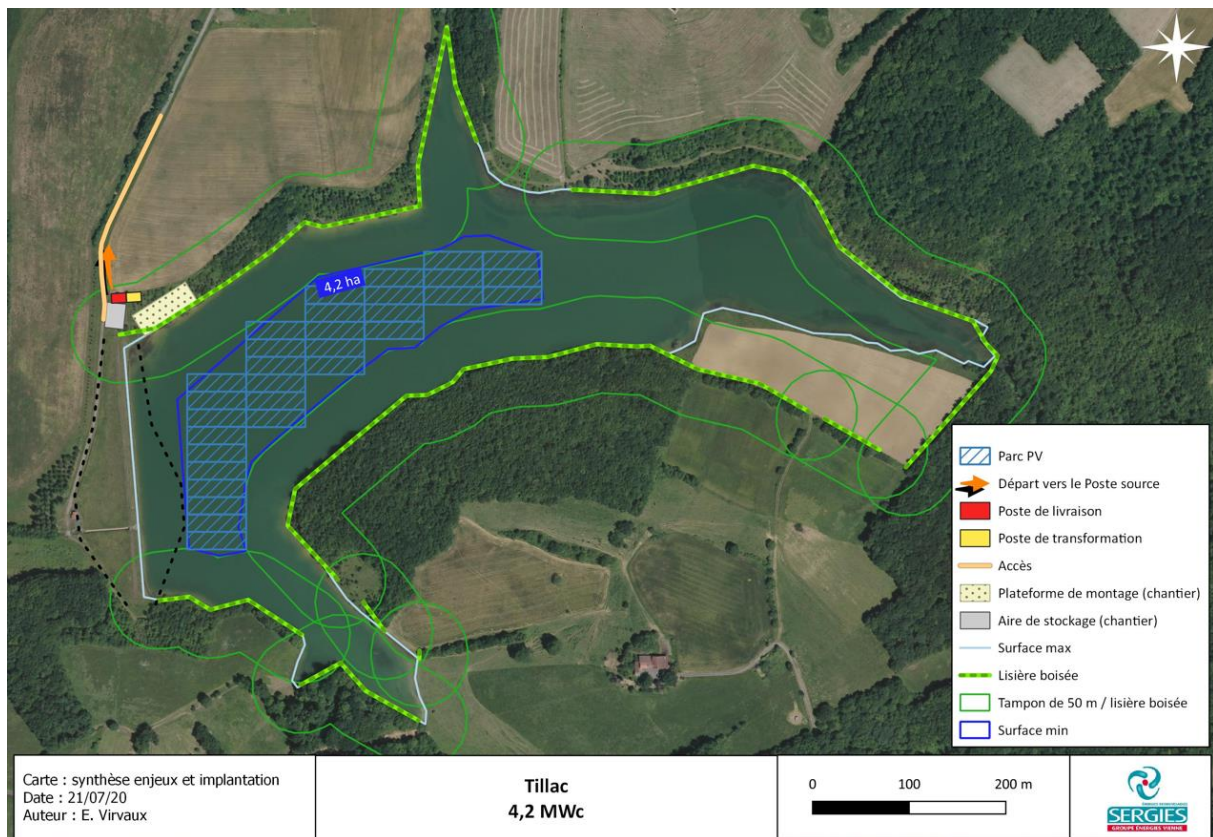 4,2 ha
Parc PV
Départ vers le Poste source
Poste de livraison
Poste de transformation
Accès
Plateforme de montage (chantier)
Aire de stockage (chantier)
Surface max
Lisière boisée
Tampon de 50 m / lisière boisée
Surface min
Carte : synthèse enjeux et implantation
Date : 21/07/20
Auteur : E. Virvaux
Tillac
4,2 MWc
0 100 200 m
SERGIES
GROUPE ÉNERGIES VIENNE